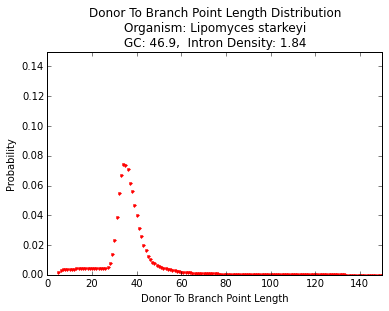 Donor To Branch Point Length Distribution
Organism: Lipomyces starkeyi
GC: 46.9,  Intron Density: 1.84
0.14
0.12
0.10
0.08
0.06
0.04
0.02
0.00
Probability
0 20 40 60 80 100 120 140
Donor To Branch Point Length